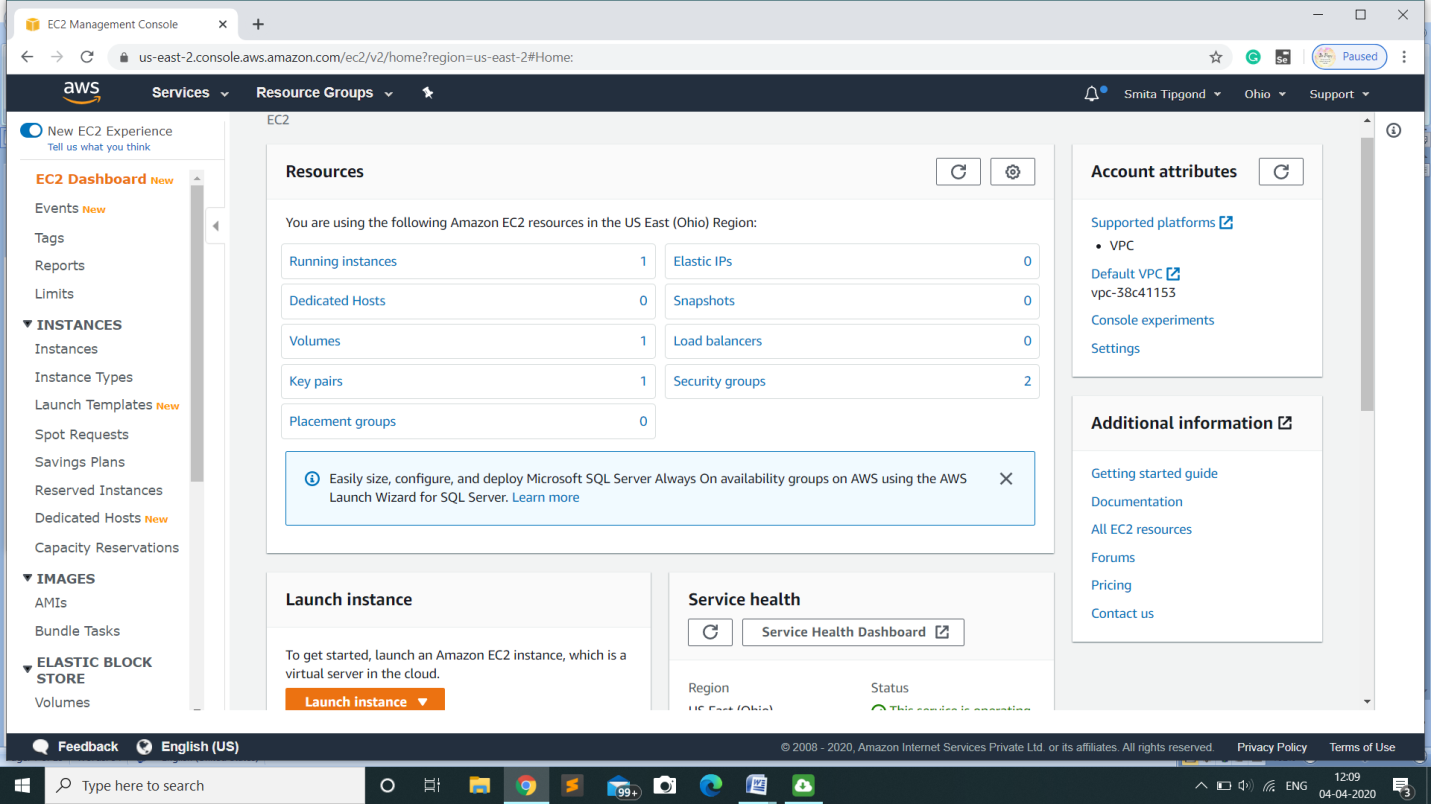 EC2 Management Console
us-east-2.console.aws.amazon.com/ec2/v2/home?region=us-east-2#Home:
Se
Paused
aws
Services
Resource Groups
Smita Tipgond
Ohio
Support
New EC2 Experience
Tell us what you think
EC2 Dashboard New
Events New
Tags
Reports
Limits
INSTANCES
Instances
Instance Types
Launch Templates New
Spot Requests
Savings Plans
Reserved Instances
Dedicated Hosts New
Capacity Reservations
IMAGES
AMIs
Bundle Tasks
ELASTIC BLOCK
STORE
Volumes
EC2
Resources
You are using the following Amazon EC2 resources in the US East (Ohio) Region:
Running instances 1
Elastic IPs 0
Dedicated Hosts 0
Snapshots 0
Volumes 1
Load balancers 0
Key pairs 1
Security groups 2
Placement groups 0
Easily size, configure, and deploy Microsoft SQL Server Always On availability groups on AWS using the AWS
Launch Wizard for SQL Server. Learn more
Launch instance
To get started, launch an Amazon EC2 instance, which is a
virtual server in the cloud.
Launch instance
Service health
Service Health Dashboard
Region
Status
US East (Ohio)
This service is operating
Account attributes
Supported platforms
• VPC
Default VPC
vpc-38c41153
Console experiments
Settings
Additional information
Getting started guide
Documentation
All EC2 resources
Forums
Pricing
Contact us
Feedback
English (US)
© 2008 - 2020, Amazon Internet Services Private Ltd. or its affiliates. All rights reserved.
Privacy Policy
Terms of Use
Type here to search
99+
ENG
12:09
04-04-2020
3